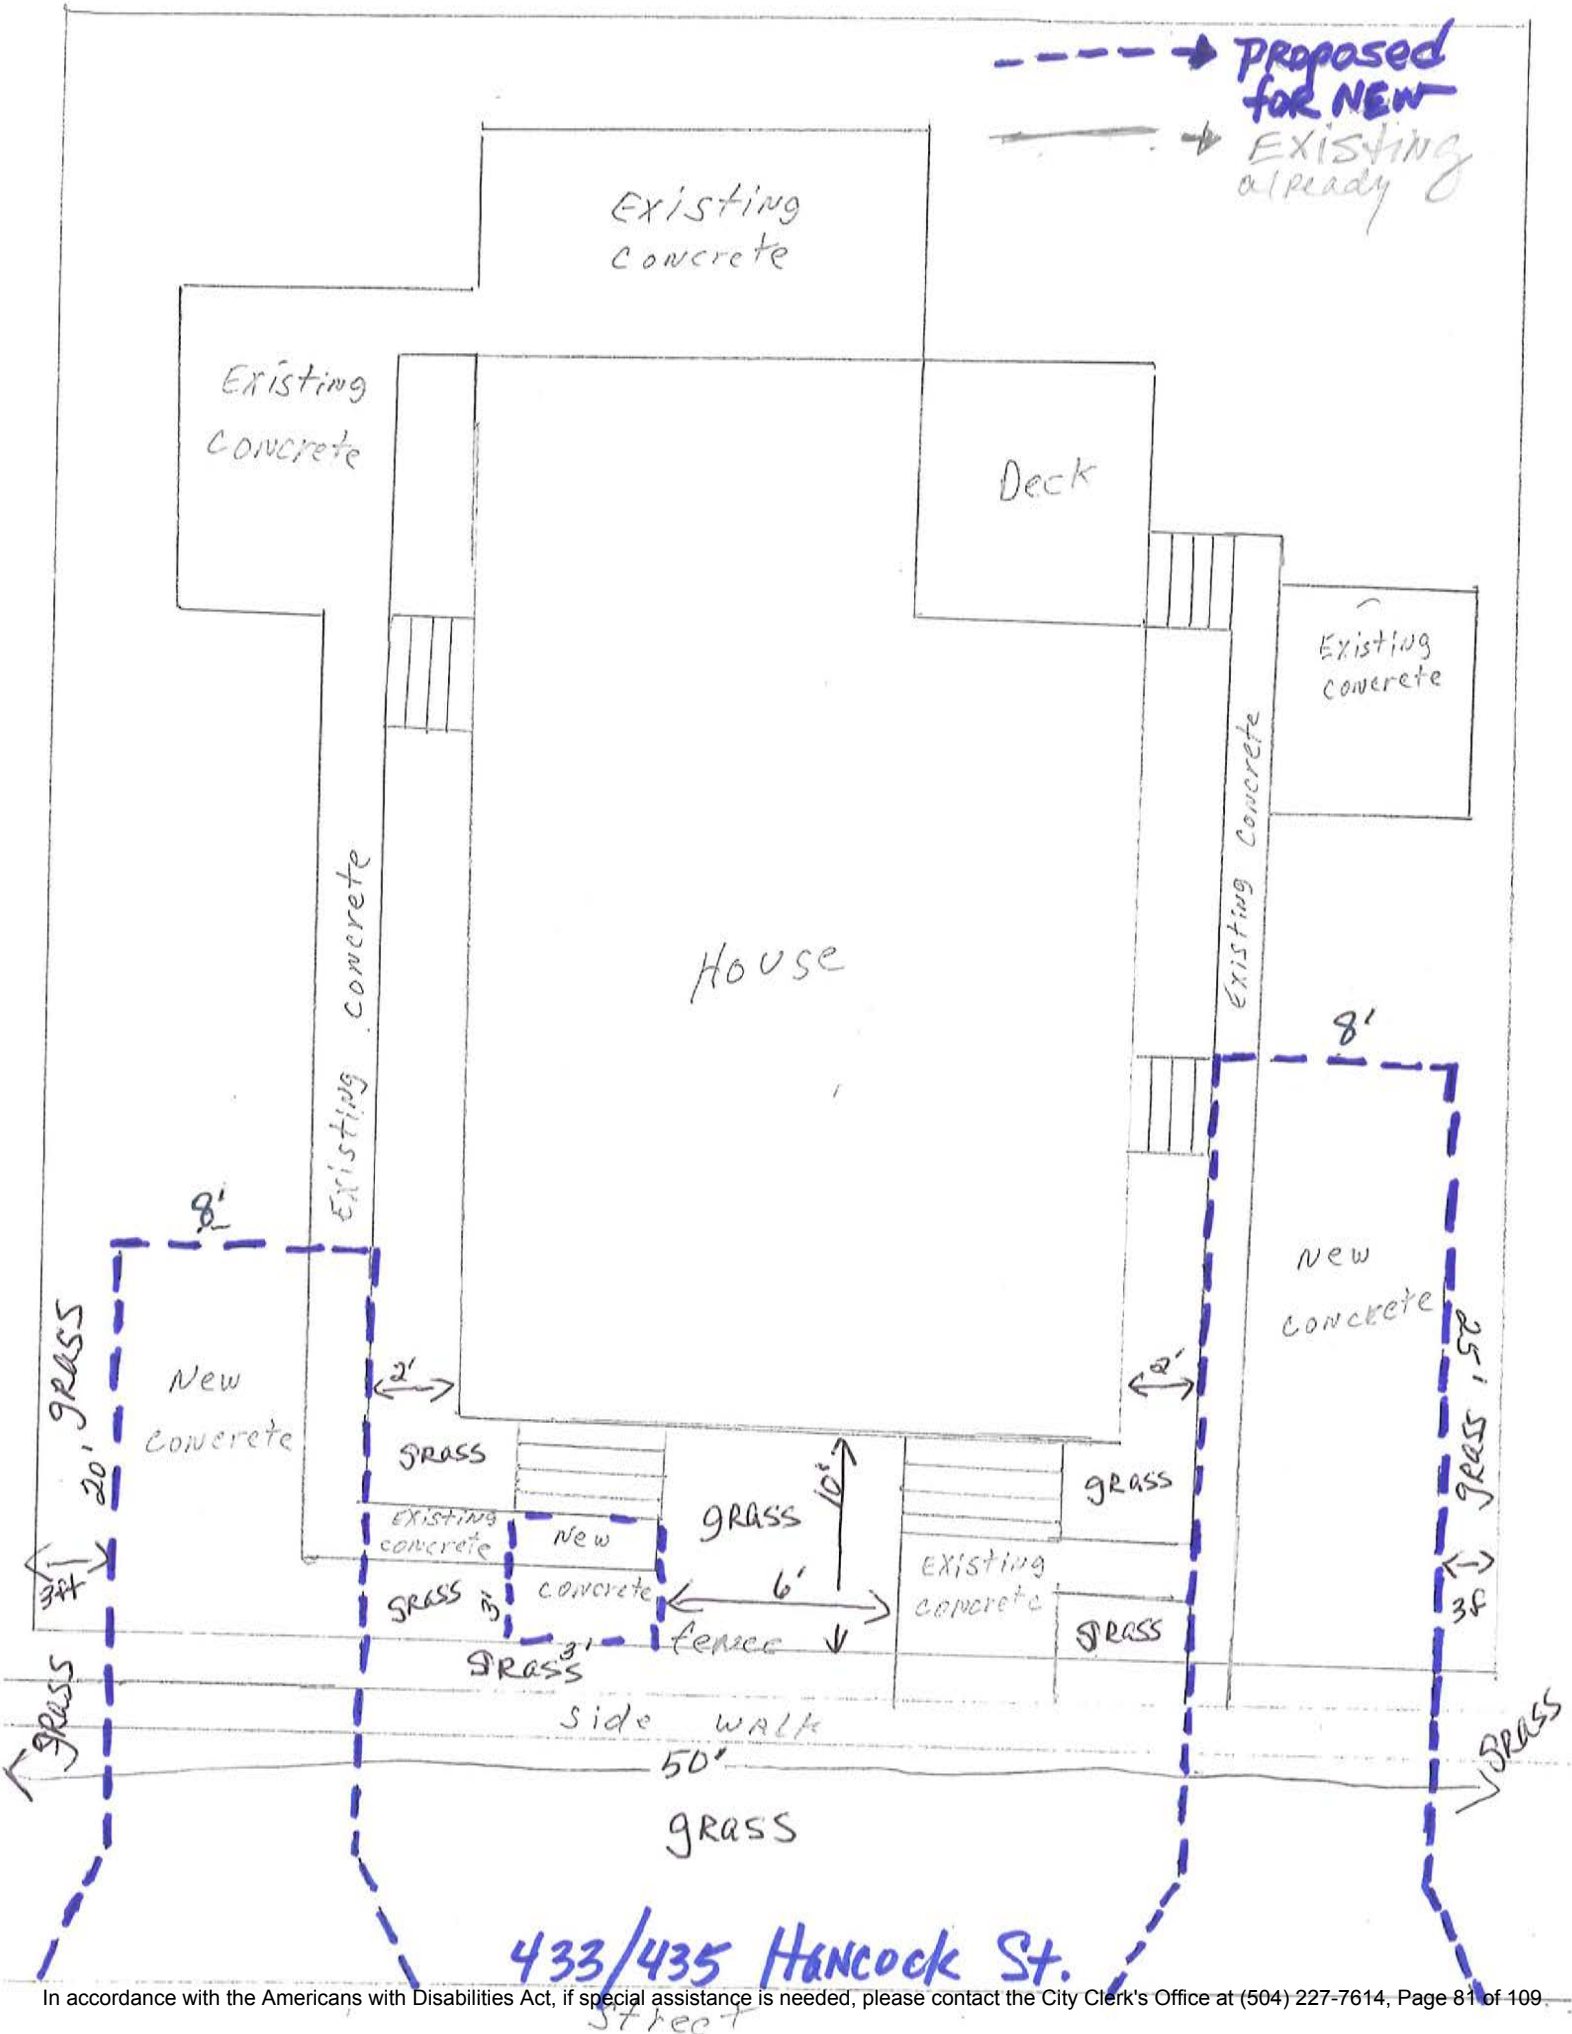 PROPOSED
FOR NEW
EXISTING
alReady
Existing
Concrete
Existing
Concrete
Deck
Existing
Concrete
Existing Concrete
Existing Concrete
House
8'
8'
New
Concrete
New
Concrete
20' gRASS
25' gRass
2'
2'
gRASS
gRASS
10'
gRass
Existing
Concrete
New
Concrete
Existing
Concrete
gRASS
3'
3'
6'
gRASS
3ft
3f
fence
gRASS
gRASS
Side WALK
gRASS
50'
gRASS
433/435 HaNcock St.
In accordance with the Americans with Disabilities Act, if special assistance is needed, please contact the City Clerk's Office at (504) 227-7614, Page 81 of 109
Street